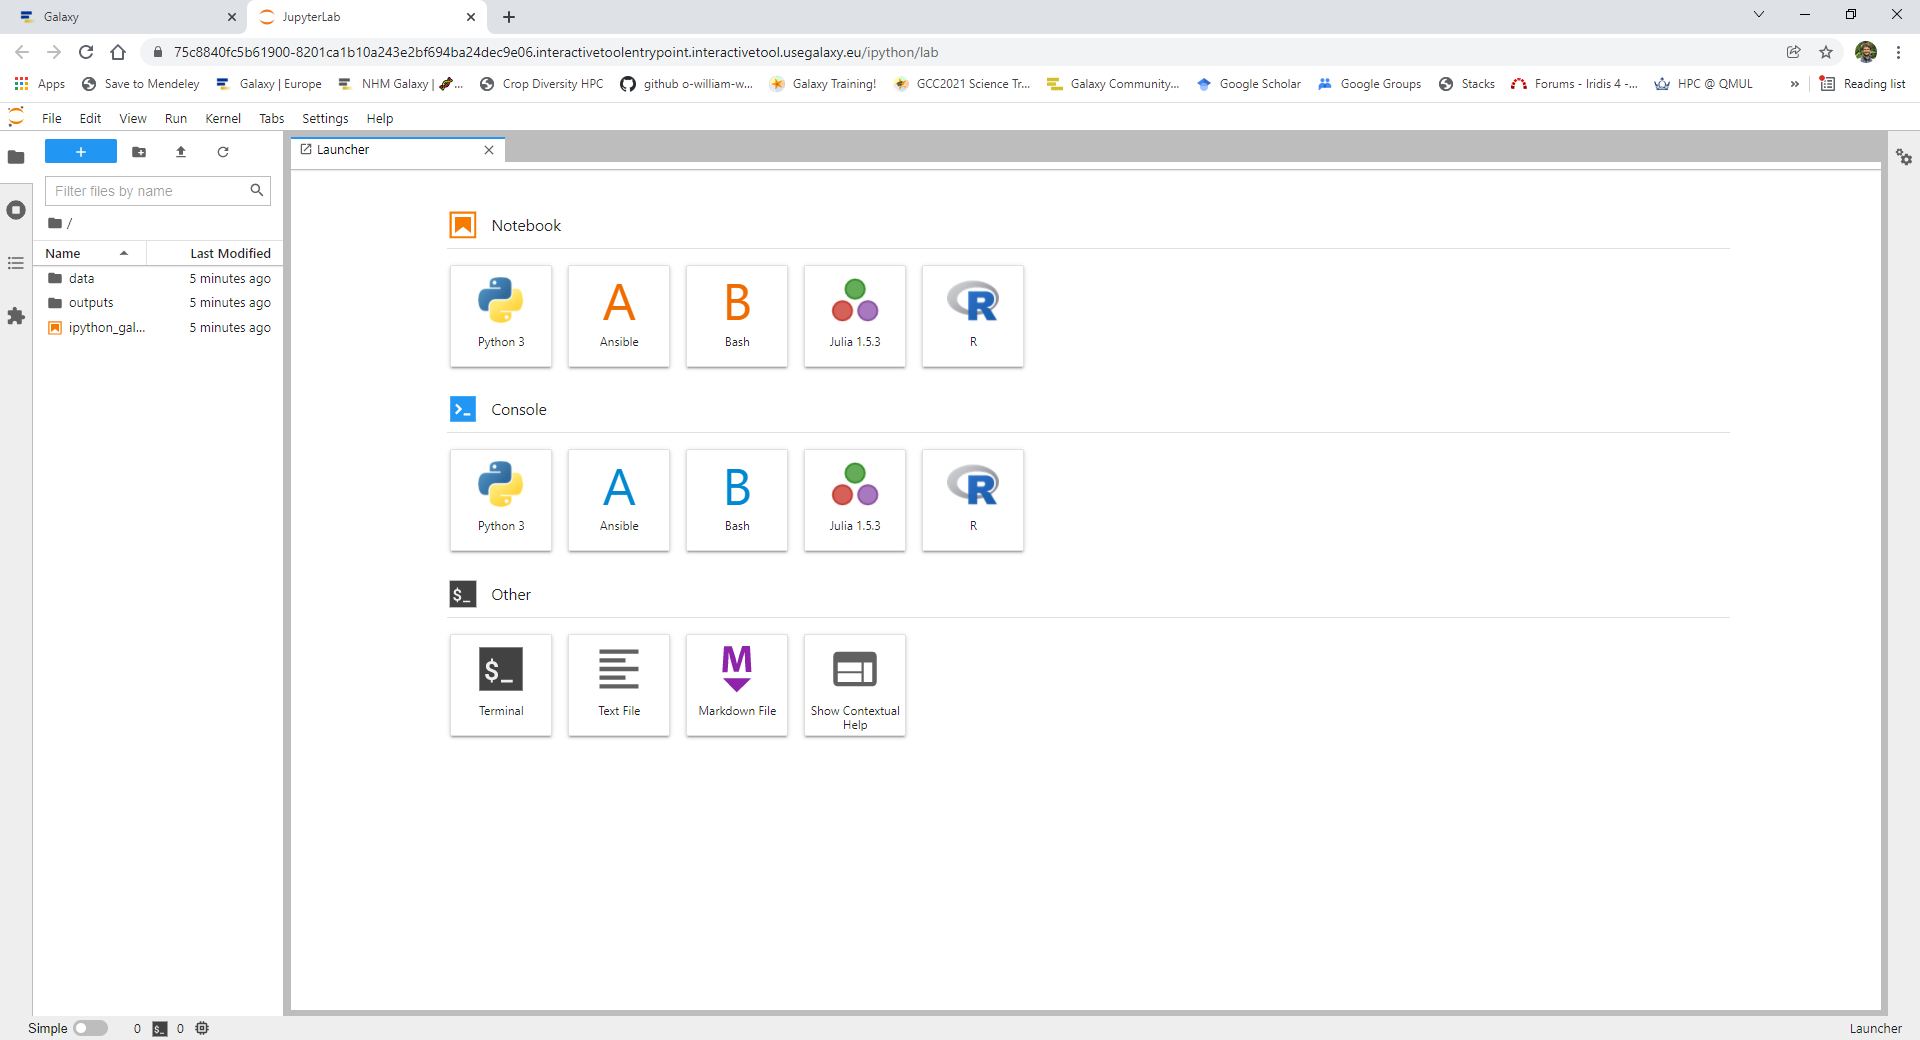 Galaxy
JupyterLab
75c8840fc5b61900-8201ca1b10a243e2bf694ba24dec9e06.interactivetoolentrypoint.interactivetool.usegalaxy.eu/ipython/lab
Apps Save to Mendeley Galaxy | Europe NHM Galaxy | ... Crop Diversity HPC github o-william-w... Galaxy Training! GCC2021 Science Tr... Galaxy Community... Google Scholar Google Groups Stacks Forums - Iridis 4 -... HPC @ QMUL » Reading list
File Edit View Run Kernel Tabs Settings Help
+
Filter files by name
/
Name Last Modified
data 5 minutes ago
outputs 5 minutes ago
ipython_gal... 5 minutes ago
Launcher
Notebook
A B R
Python 3 Ansible Bash Julia 1.5.3 R
Console
A B R
Python 3 Ansible Bash Julia 1.5.3 R
$_ Other
$_ M
Terminal Text File Markdown File Show Contextual
Help
Simple 0 $_ 0 Launcher